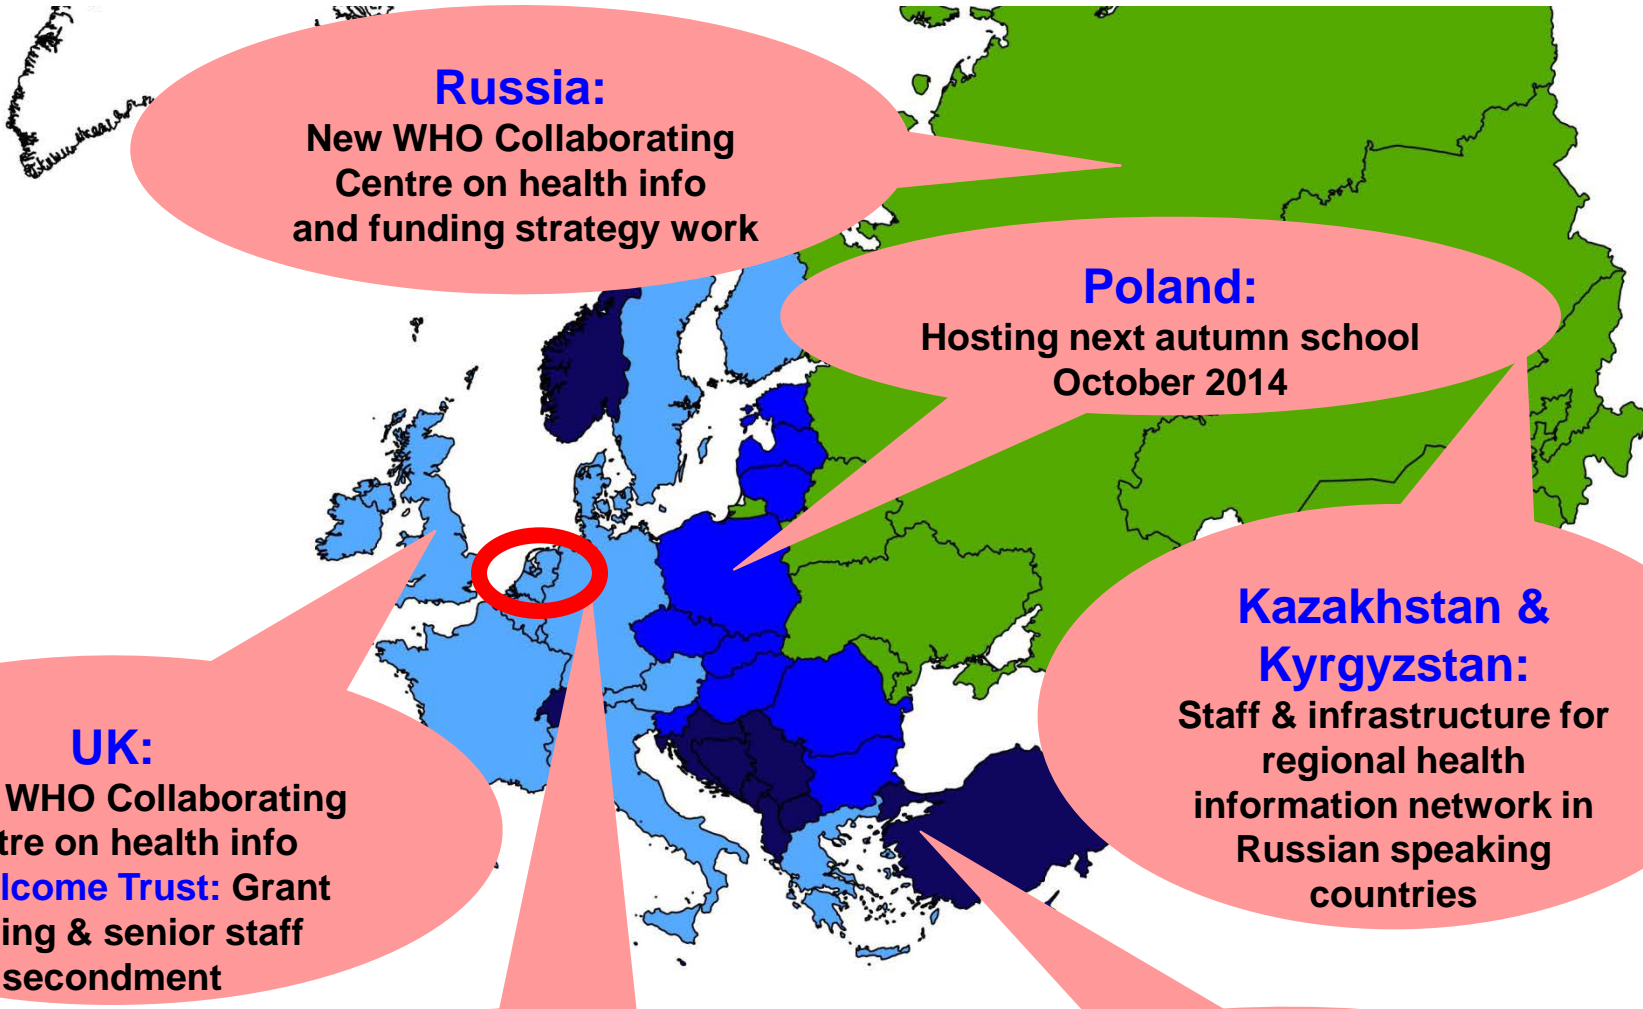 Russia:
New WHO Collaborating
Centre on health info
and funding strategy work
Poland:
Hosting next autumn school
October 2014
Kazakhstan &
Kyrgyzstan:
Staff & infrastructure for
regional health
information network in
Russian speaking
countries
UK:
WHO Collaborating
tre on health info
lcome Trust: Grant
ing & senior staff
secondment